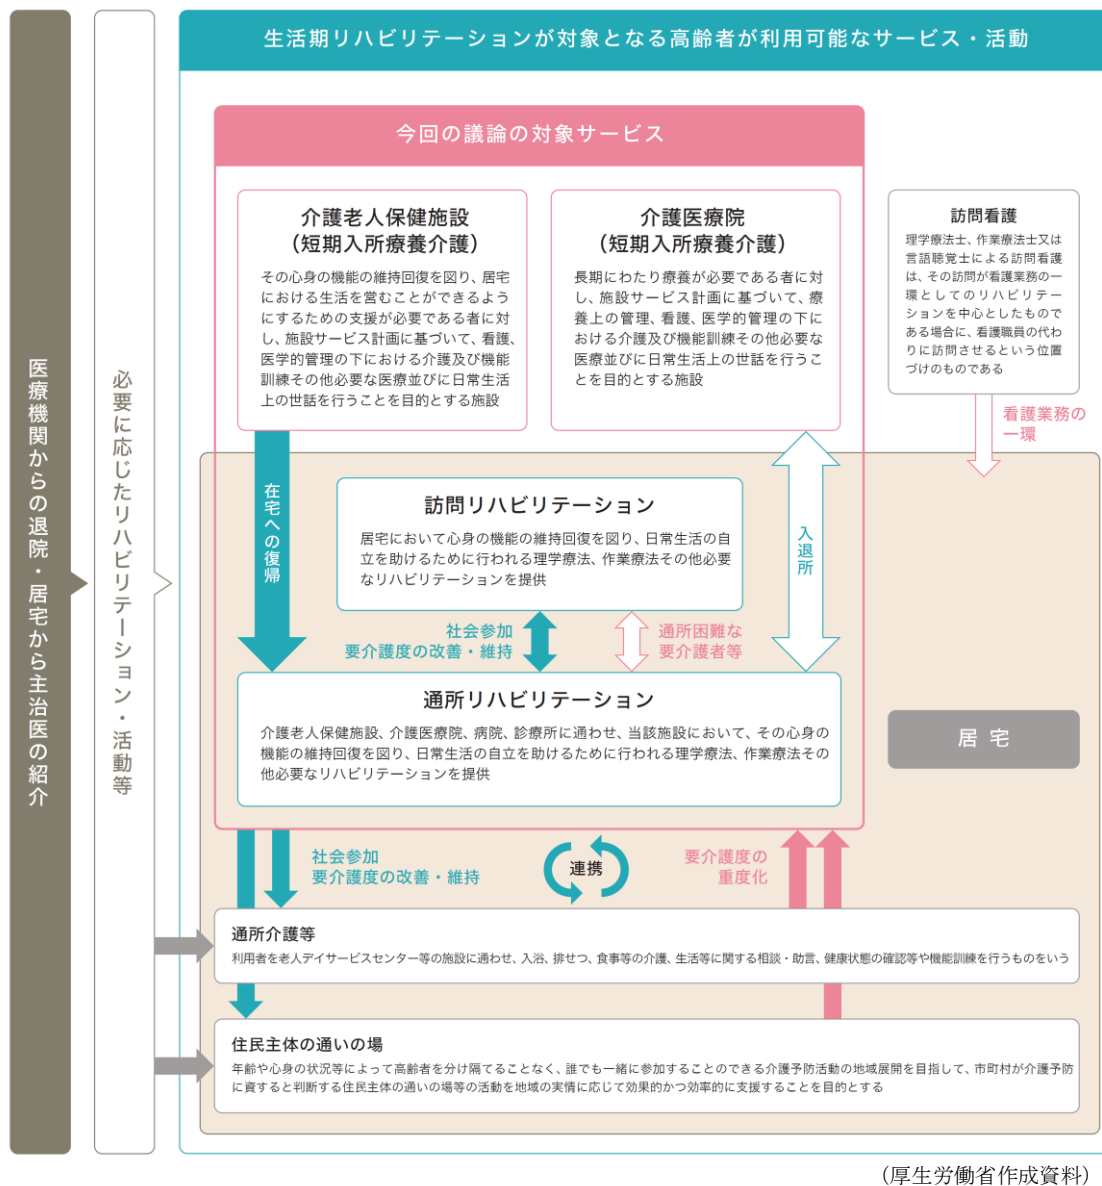 医療機関からの退院・居宅から主治医の紹介
必要に応じたリハビリテーション・活動等
生活期リハビリテーションが対象となる高齢者が利用可能なサービス・活動
今回の議論の対象サービス
介護老人保健施設
（短期入所療養介護）
その心身の機能の維持回復を図り、居宅
における生活を営むことができるよう
にするための支援が必要である者に対
し、施設サービス計画に基づいて、看護、
医学的管理の下における介護及び機能
訓練その他必要な医療並びに日常生活
上の世話を行うことを目的とする施設
介護医療院
（短期入所療養介護）
長期にわたり療養が必要である者に対
し、施設サービス計画に基づいて、療
養上の管理、看護、医学的管理の下に
おける介護及び機能訓練その他必要な
医療並びに日常生活上の世話を行うこ
とを目的とする施設
訪問看護
理学療法士、作業療法士又は
言語聴覚士による訪問看護
は、その訪問が看護業務の一
環としてのリハビリテー
ションを中心としたもので
ある場合に、看護職員の代わ
りに訪問させるという位置
づけのものである
看護業務の
一環
在宅への復帰
訪問リハビリテーション
居宅において心身の機能の維持回復を図り、日常生活の自
立を助けるために行われる理学療法、作業療法その他必要
なリハビリテーションを提供
入退所
社会参加
要介護度の改善・維持
通所困難な
要介護者等
通所リハビリテーション
介護老人保健施設、介護医療院、病院、診療所に通わせ、当該施設において、その心身の
機能の維持回復を図り、日常生活の自立を助けるために行われる理学療法、作業療法その
他必要なリハビリテーションを提供
居宅
社会参加
要介護度の改善・維持
連携
要介護度の
重度化
通所介護等
利用者を老人デイサービスセンター等の施設に通わせ、入浴、排せつ、食事等の介護、生活等に関する相談・助言、健康状態の確認等や機能訓練を行うものをいう
住民主体の通いの場
年齢や心身の状況等によって高齢者を分け隔てることなく、誰でも一緒に参加することのできる介護予防活動の地域展開を目指して、市町村が介護予防
に資すると判断する住民主体の通いの場等の活動を地域の実情に応じて効果的かつ効率的に支援することを目的とする
（厚生労働省作成資料）